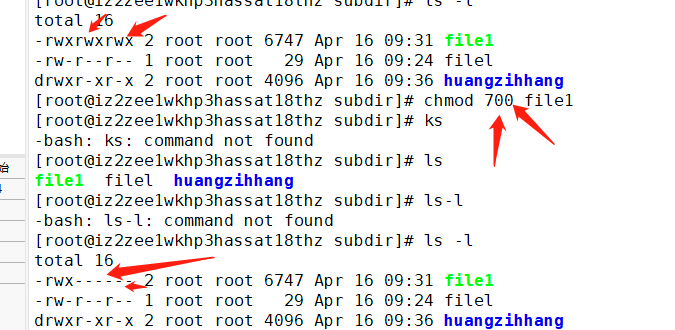 [root@iz2zee1wkhp3hassat18thz subdir]# ls -l
total 16
-rwxrwxrwx 2 root root 6747 Apr 16 09:31 file1
-rw-r--r-- 1 root root   29 Apr 16 09:24 filel
drwxr-xr-x 2 root root 4096 Apr 16 09:36 huangzihhang
[root@iz2zee1wkhp3hassat18thz subdir]# chmod 700 file1
[root@iz2zee1wkhp3hassat18thz subdir]# ks
-bash: ks: command not found
[root@iz2zee1wkhp3hassat18thz subdir]# ls
始
file1  filel  huangzihhang
[root@iz2zee1wkhp3hassat18thz subdir]# ls-l
-bash: ls-l: command not found
[root@iz2zee1wkhp3hassat18thz subdir]# ls -l
total 16
-rwx------ 2 root root 6747 Apr 16 09:31 file1
-rw-r--r-- 1 root root   29 Apr 16 09:24 filel
drwxr-xr-x 2 root root 4096 Apr 16 09:36 huangzihhang